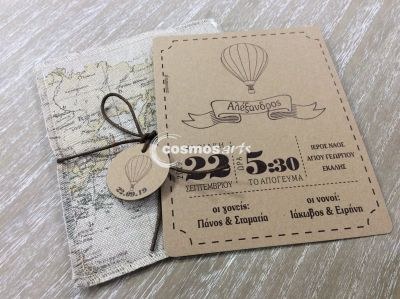 Αλέξανδρος
cosmos arts
22
ΣΕΠΤΕΜΒΡΙΟΥ
ΩΡΑ
5:30
ΤΟ ΑΠΟΓΕΥΜΑ
ΙΕΡΟΣ ΝΑΟΣ
ΑΓΙΟΥ ΓΕΩΡΓΙΟΥ
ΕΚΑΛΗΣ
οι γονείς:
Πάνος & Σταματία
οι νονοί:
Ιάκωβος & Ειρήνη
22.09.19